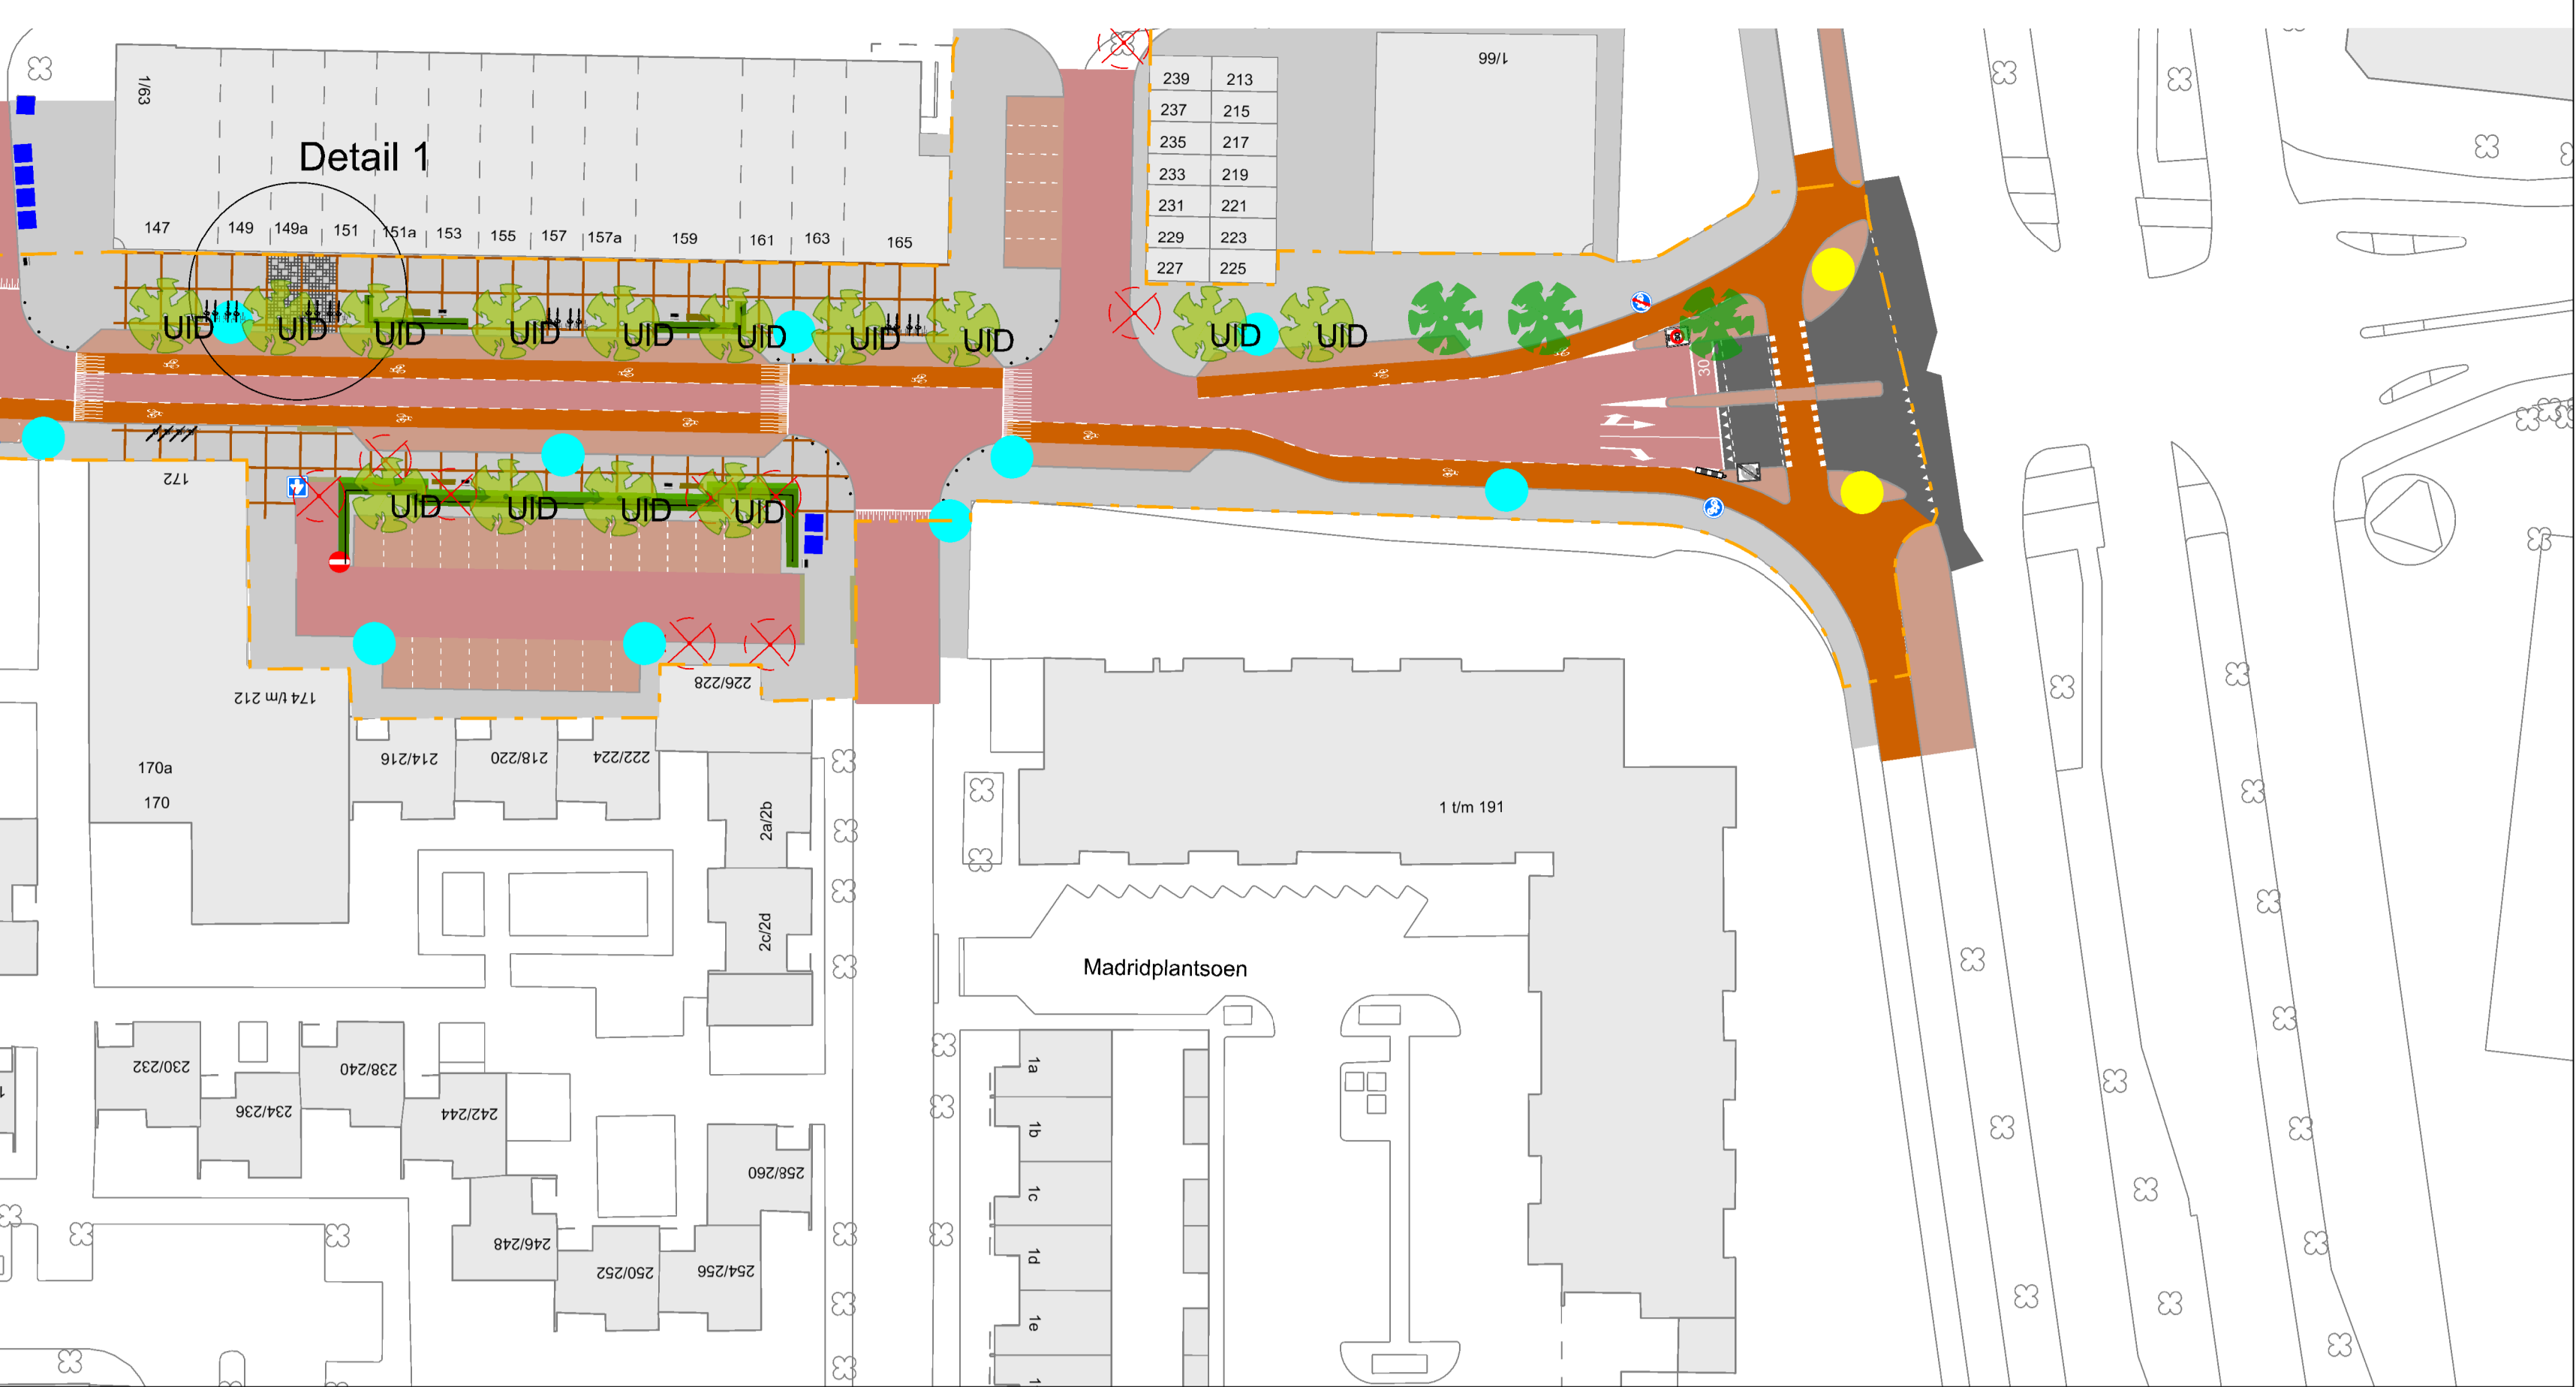 1/63
1/66
Detail 1
239 213
237 215
235 217
233 219
231 221
229 223
227 225
147 149 149a 151 151a 153 155 157 157a 159 161 163 165
UID UID UID UID UID UID UID UID UID UID
30
172
UID UID UID UID
174 t/m 212
226/228
214/216
218/220
222/224
170a
170
2a/2b
1 t/m 191
2c/2d
Madridplantsoen
230/232
238/240
234/236
242/244
1a
1b
258/260
1c
246/248
250/252
254/256
1d
1e